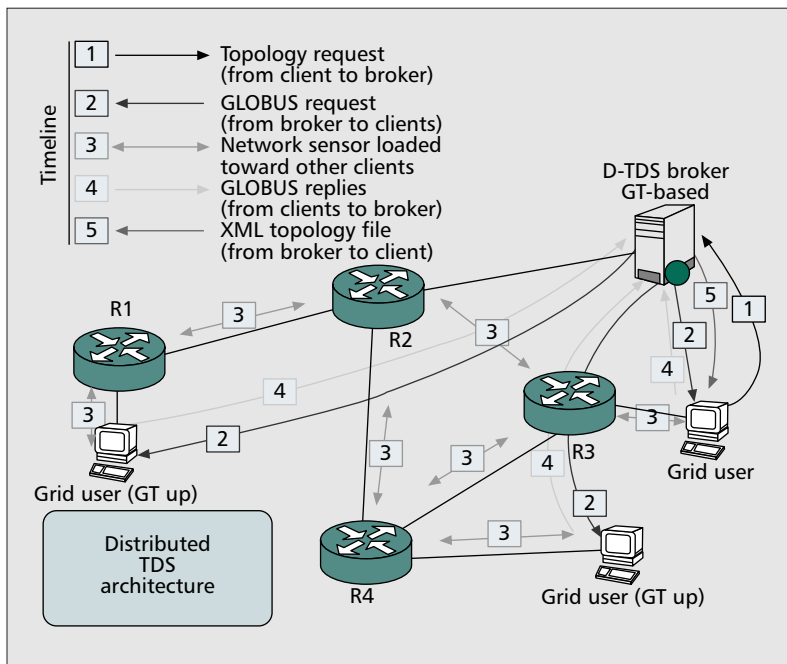 Timeline
1
Topology request
(from client to broker)
2
GLOBUS request
(from broker to clients)
3
Network sensor loaded
toward other clients
4
GLOBUS replies
(from clients to broker)
5
XML topology file
(from broker to client)
D-TDS broker
GT-based
R1
3
R2
3
5
1
2
4
4
3
2
3
R3
3
Grid user
Grid user (GT up)
3
3
4
2
3
Distributed
TDS
architecture
R4
Grid user (GT up)